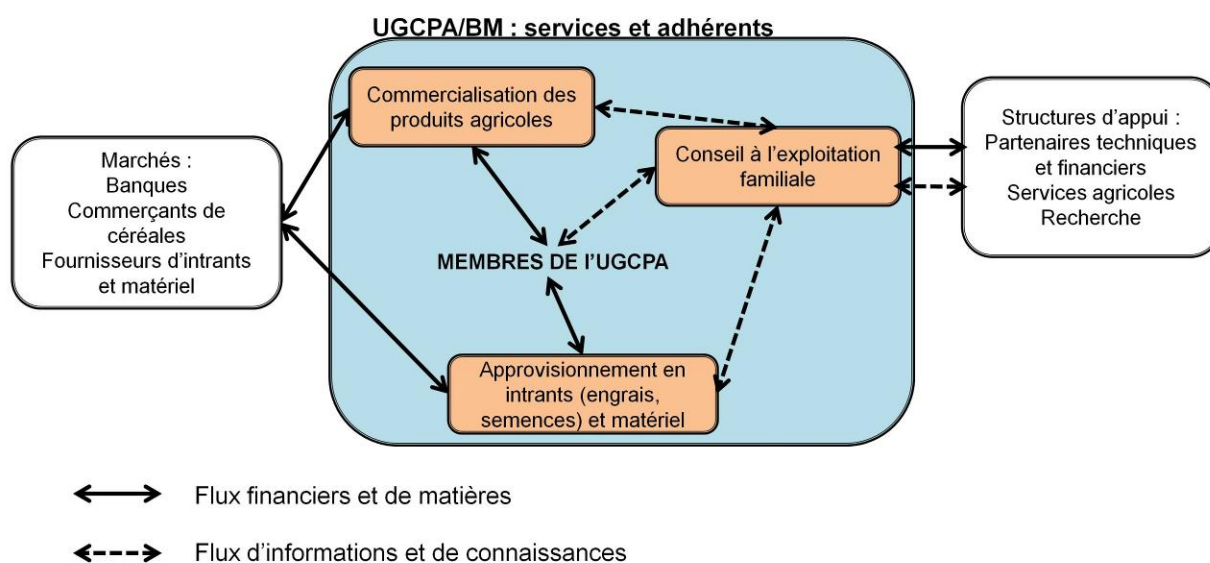 UGCPA/BM : services et adhérents
Commercialisation des
produits agricoles
Conseil à l'exploitation
familiale
Structures d'appui :
Partenaires techniques
et financiers
Services agricoles
Recherche
Marchés :
Banques
Commerçants de
céréales
Fournisseurs d'intrants
et matériel
MEMBRES DE l'UGCPA
Approvisionnement en
intrants (engrais,
semences) et matériel
Flux financiers et de matières
Flux d'informations et de connaissances